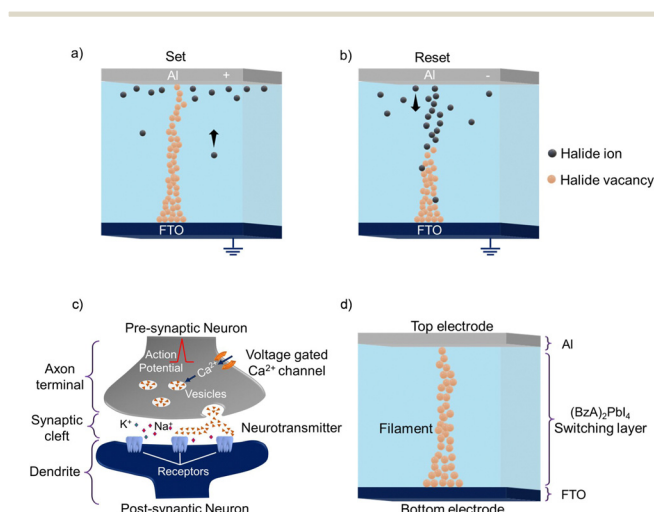 a)
Set
Al +
FTO
b)
Reset
Al -
FTO
Halide ion
Halide vacancy
c)
Pre-synaptic Neuron
Axon
terminal
Action
Potential
Ca²⁺
Voltage gated
Ca²⁺ channel
Vesicles
Synaptic
cleft
K⁺
Na⁺
Neurotransmitter
Dendrite
Receptors
Post-synaptic Neuron
d)
Top electrode
Al
Filament
(BzA)₂PbI₄
Switching layer
FTO
Bottom electrode